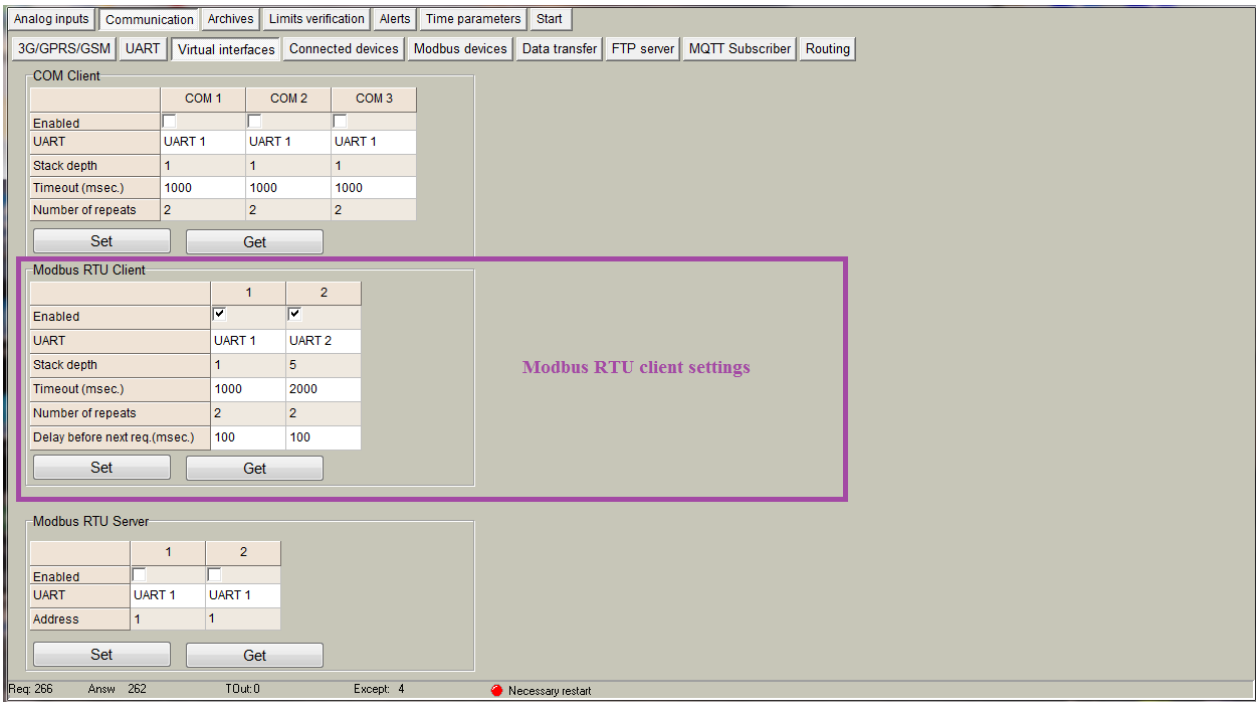 Analog inputs Communication Archives Limits verification Alerts Time parameters Start
3G/GPRS/GSM UART Virtual interfaces Connected devices Modbus devices Data transfer FTP server MQTT Subscriber Routing
COM Client
COM 1 COM 2 COM 3
Enabled
UART UART 1 UART 1 UART 1
Stack depth 1 1 1
Timeout (msec.) 1000 1000 1000
Number of repeats 2 2 2
Set Get
Modbus RTU Client
1 2
Enabled
UART UART 1 UART 2
Stack depth 1 5
Modbus RTU client settings
Timeout (msec.) 1000 2000
Number of repeats 2 2
Delay before next req.(msec.) 100 100
Set Get
Modbus RTU Server
1 2
Enabled
UART UART 1 UART 1
Address 1 1
Set Get
Req: 266 Answ 262 TOut: 0 Except: 4 Necessary restart